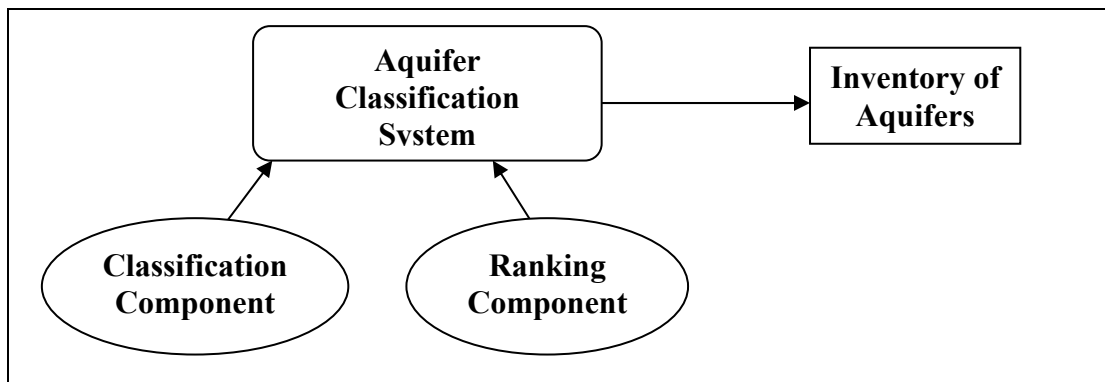 Aquifer
Classification
System
Inventory of
Aquifers
Classification
Component
Ranking
Component